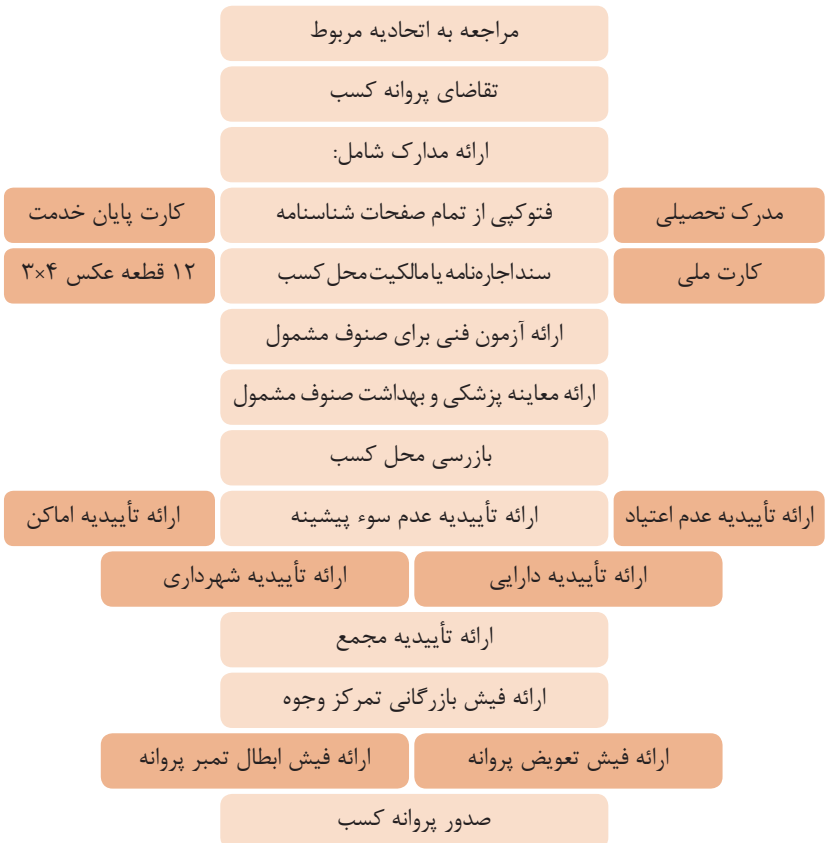 مراجعه به اتحادیه مربوط
تقاضای پروانه کسب
ارائه مدارک شامل:
مدرک تحصیلی
فتوکپی از تمام صفحات شناسنامه
کارت پایان خدمت
کارت ملی
سند اجاره‌نامه یا مالکیت محل کسب
۱۲ قطعه عکس ۴×۳
ارائه آزمون فنی برای صنوف مشمول
ارائه معاینه پزشکی و بهداشت صنوف مشمول
بازرسی محل کسب
ارائه تأییدیه عدم اعتیاد
ارائه تأییدیه عدم سوء پیشینه
ارائه تأییدیه اماکن
ارائه تأییدیه دارایی
ارائه تأییدیه شهرداری
ارائه تأییدیه مجمع
ارائه فیش بازرگانی تمرکز وجوه
ارائه فیش تعویض پروانه
ارائه فیش ابطال تمبر پروانه
صدور پروانه کسب